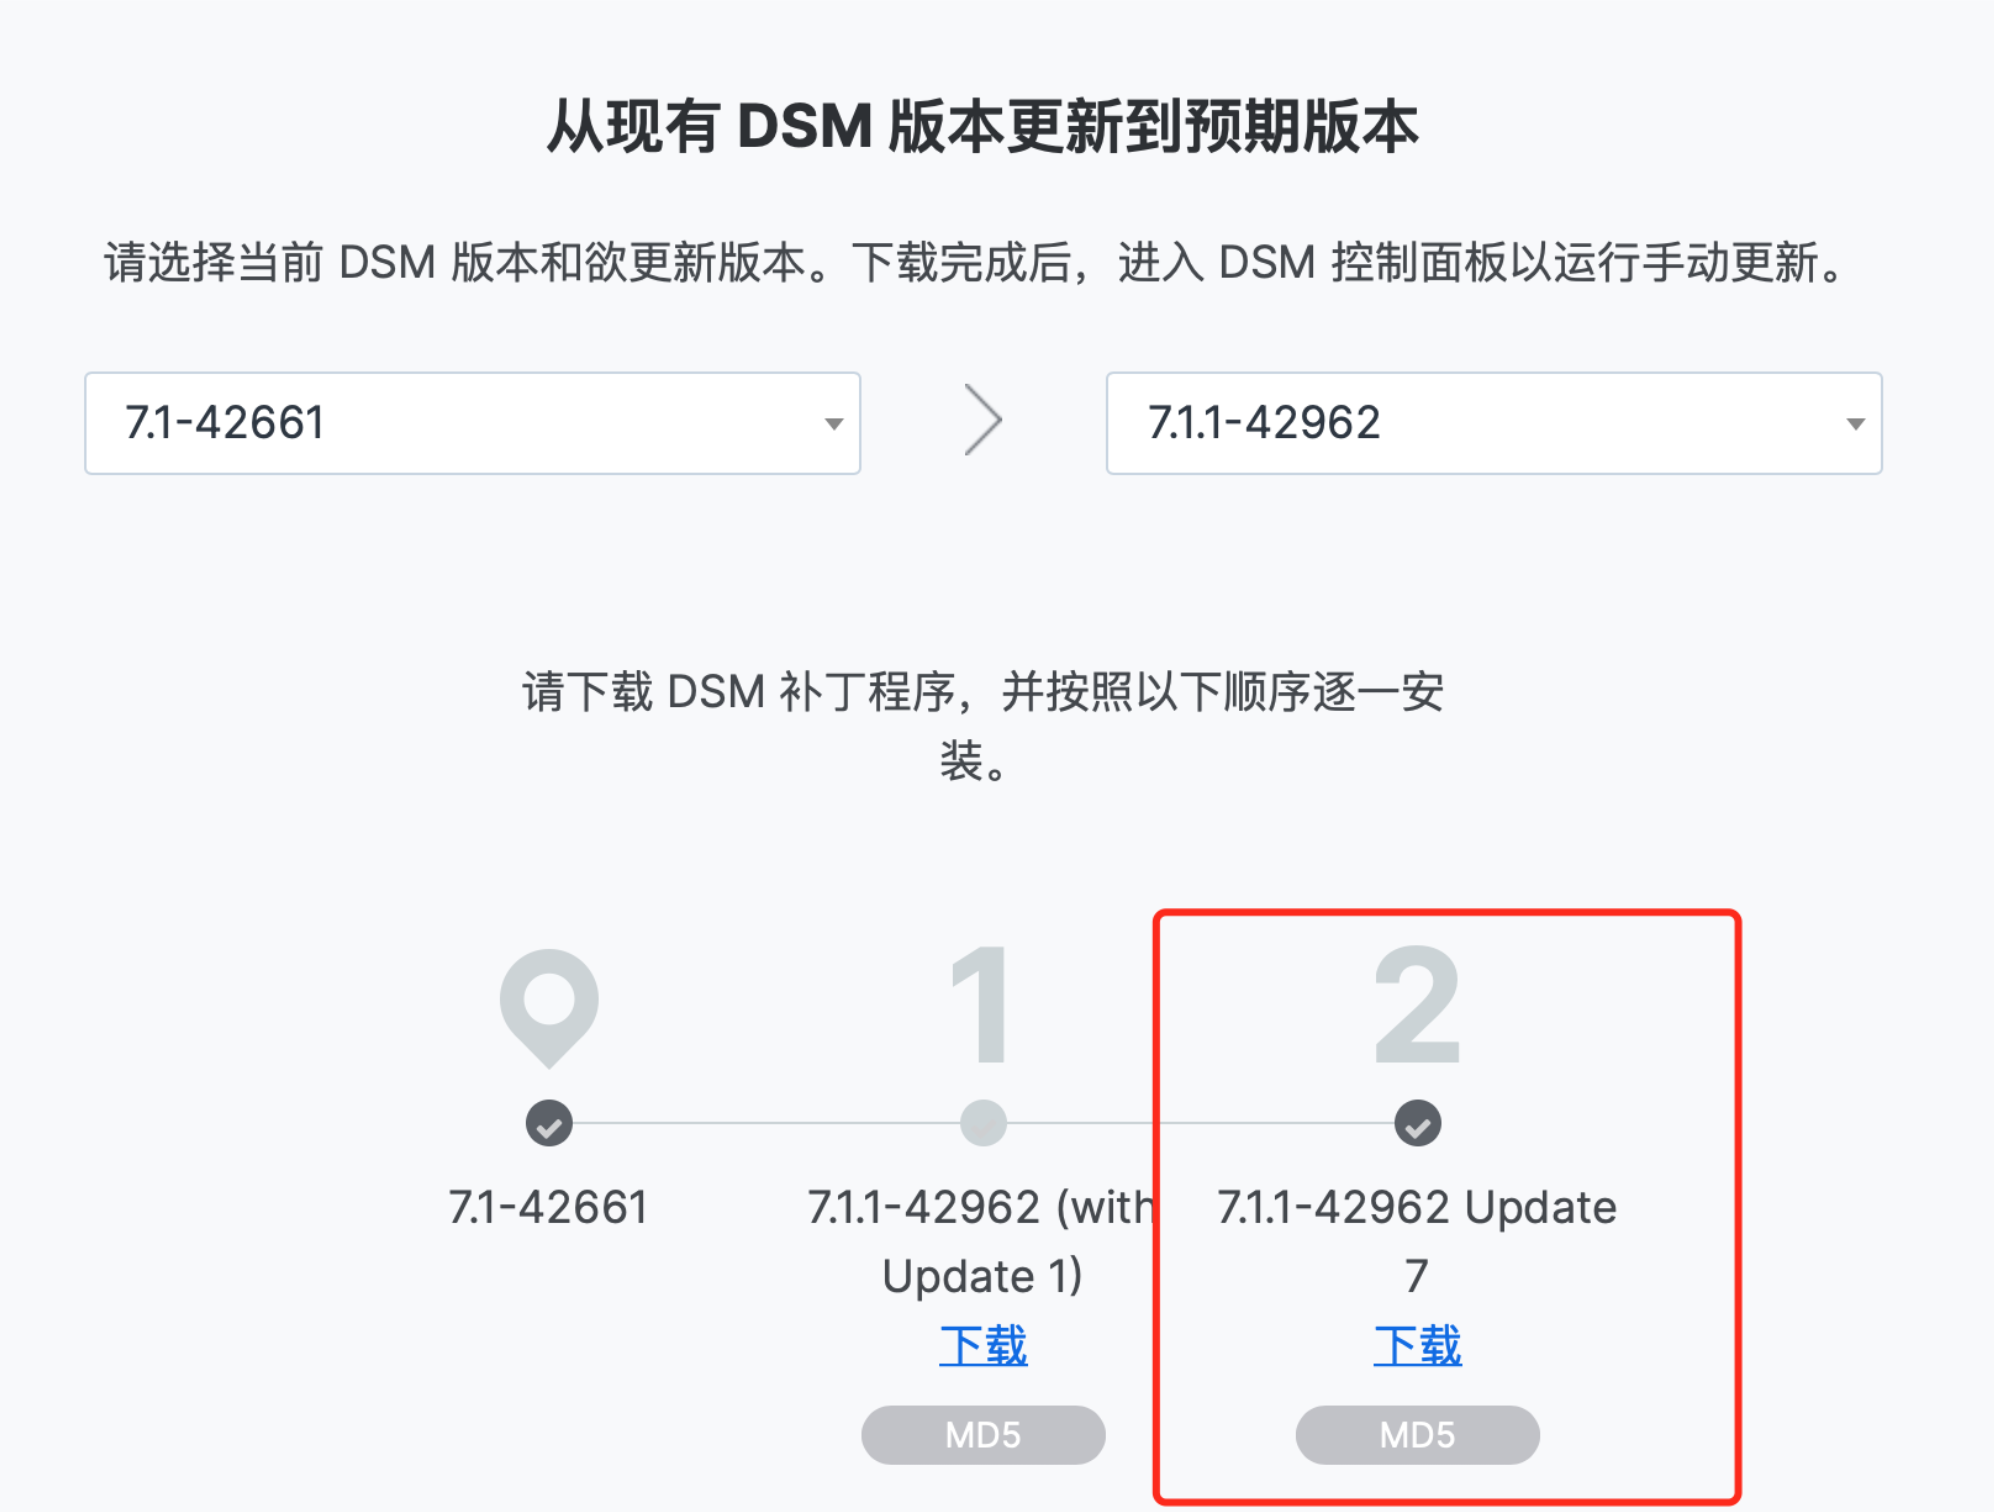 从现有 DSM 版本更新到预期版本
请选择当前 DSM 版本和欲更新版本。下载完成后，进入 DSM 控制面板以运行手动更新。
7.1-42661
7.1.1-42962
请下载 DSM 补丁程序，并按照以下顺序逐一安
装。
1
2
7.1-42661
7.1.1-42962 (with
Update 1)
下载
MD5
7.1.1-42962 Update
7
下载
MD5